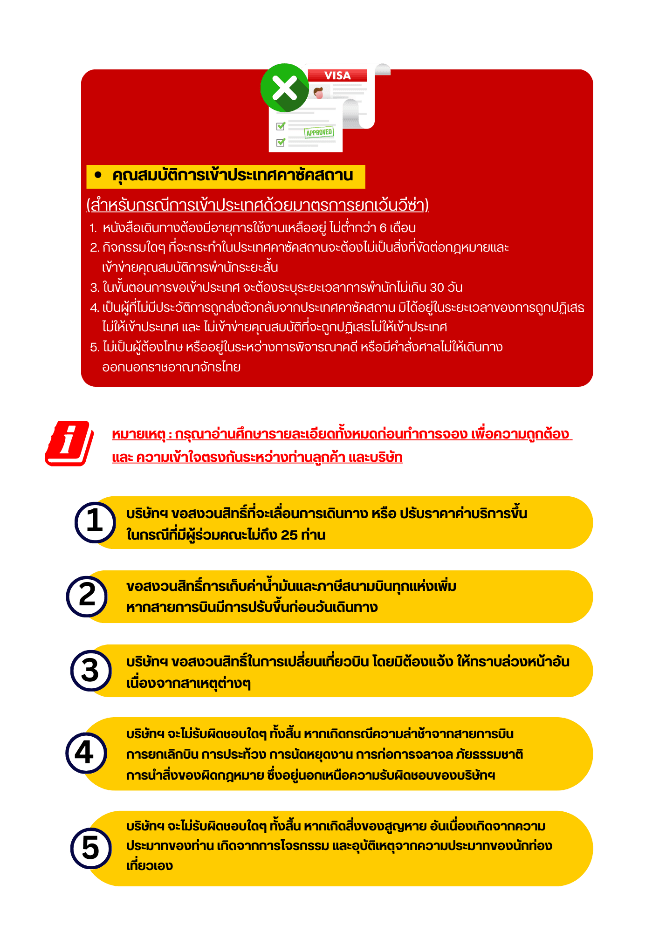 VISA
APPROVED
• คุณสมบัติการเข้าประเทศคาซัคสถาน
(สำหรับกรณีการเข้าประเทศด้วยมาตรการยกเว้นวีซ่า)
1. หนังสือเดินทางต้องมีอายุการใช้งานเหลืออยู่ ไม่ต่ำกว่า 6 เดือน
2. กิจกรรมใดๆ ที่จะกระทำในประเทศคาซัคสถานจะต้องไม่เป็นสิ่งที่ขัดต่อกฎหมายและ
เข้าข่ายคุณสมบัติการพำนักระยะสั้น
3. ในขั้นตอนการขอเข้าประเทศ จะต้องระบุระยะเวลาการพำนักไม่เกิน 30 วัน
4. เป็นผู้ที่ไม่มีประวัติการถูกส่งตัวกลับจากประเทศคาซัคสถาน มิได้อยู่ในระยะเวลาของการถูกปฏิเสธ
ไม่ให้เข้าประเทศ และ ไม่เข้าข่ายคุณสมบัติที่จะถูกปฏิเสธไม่ให้เข้าประเทศ
5. ไม่เป็นผู้ต้องโทษ หรืออยู่ในระหว่างการพิจารณาคดี หรือมีคำสั่งศาลไม่ให้เดินทาง
ออกนอกราชอาณาจักรไทย
i
หมายเหตุ : กรุณาอ่านศึกษารายละเอียดทั้งหมดก่อนทำการจอง เพื่อความถูกต้อง
และ ความเข้าใจตรงกันระหว่างท่านลูกค้า และบริษัท
1
บริษัทฯ ขอสงวนสิทธิ์ที่จะเลื่อนการเดินทาง หรือ ปรับราคาค่าบริการขึ้น
ในกรณีที่มีผู้ร่วมคณะไม่ถึง 25 ท่าน
2
ขอสงวนสิทธิ์การเก็บค่าน้ำมันและภาษีสนามบินทุกแห่งเพิ่ม
หากสายการบินมีการปรับขึ้นก่อนวันเดินทาง
3
บริษัทฯ ขอสงวนสิทธิ์ในการเปลี่ยนเที่ยวบิน โดยมิต้องแจ้ง ให้ทราบล่วงหน้าอัน
เนื่องจากสาเหตุต่างๆ
4
บริษัทฯ จะไม่รับผิดชอบใดๆ ทั้งสิ้น หากเกิดกรณีความล่าช้าจากสายการบิน
การยกเลิกบิน การประท้วง การนัดหยุดงาน การก่อการจลาจล ภัยธรรมชาติ
การนำสิ่งของผิดกฎหมาย ซึ่งอยู่นอกเหนือความรับผิดชอบของบริษัทฯ
5
บริษัทฯ จะไม่รับผิดชอบใดๆ ทั้งสิ้น หากเกิดสิ่งของสูญหาย อันเนื่องเกิดจากความ
ประมาทของท่าน เกิดจากการโจรกรรม และอุบัติเหตุจากความประมาทของนักท่อง
เที่ยวเอง